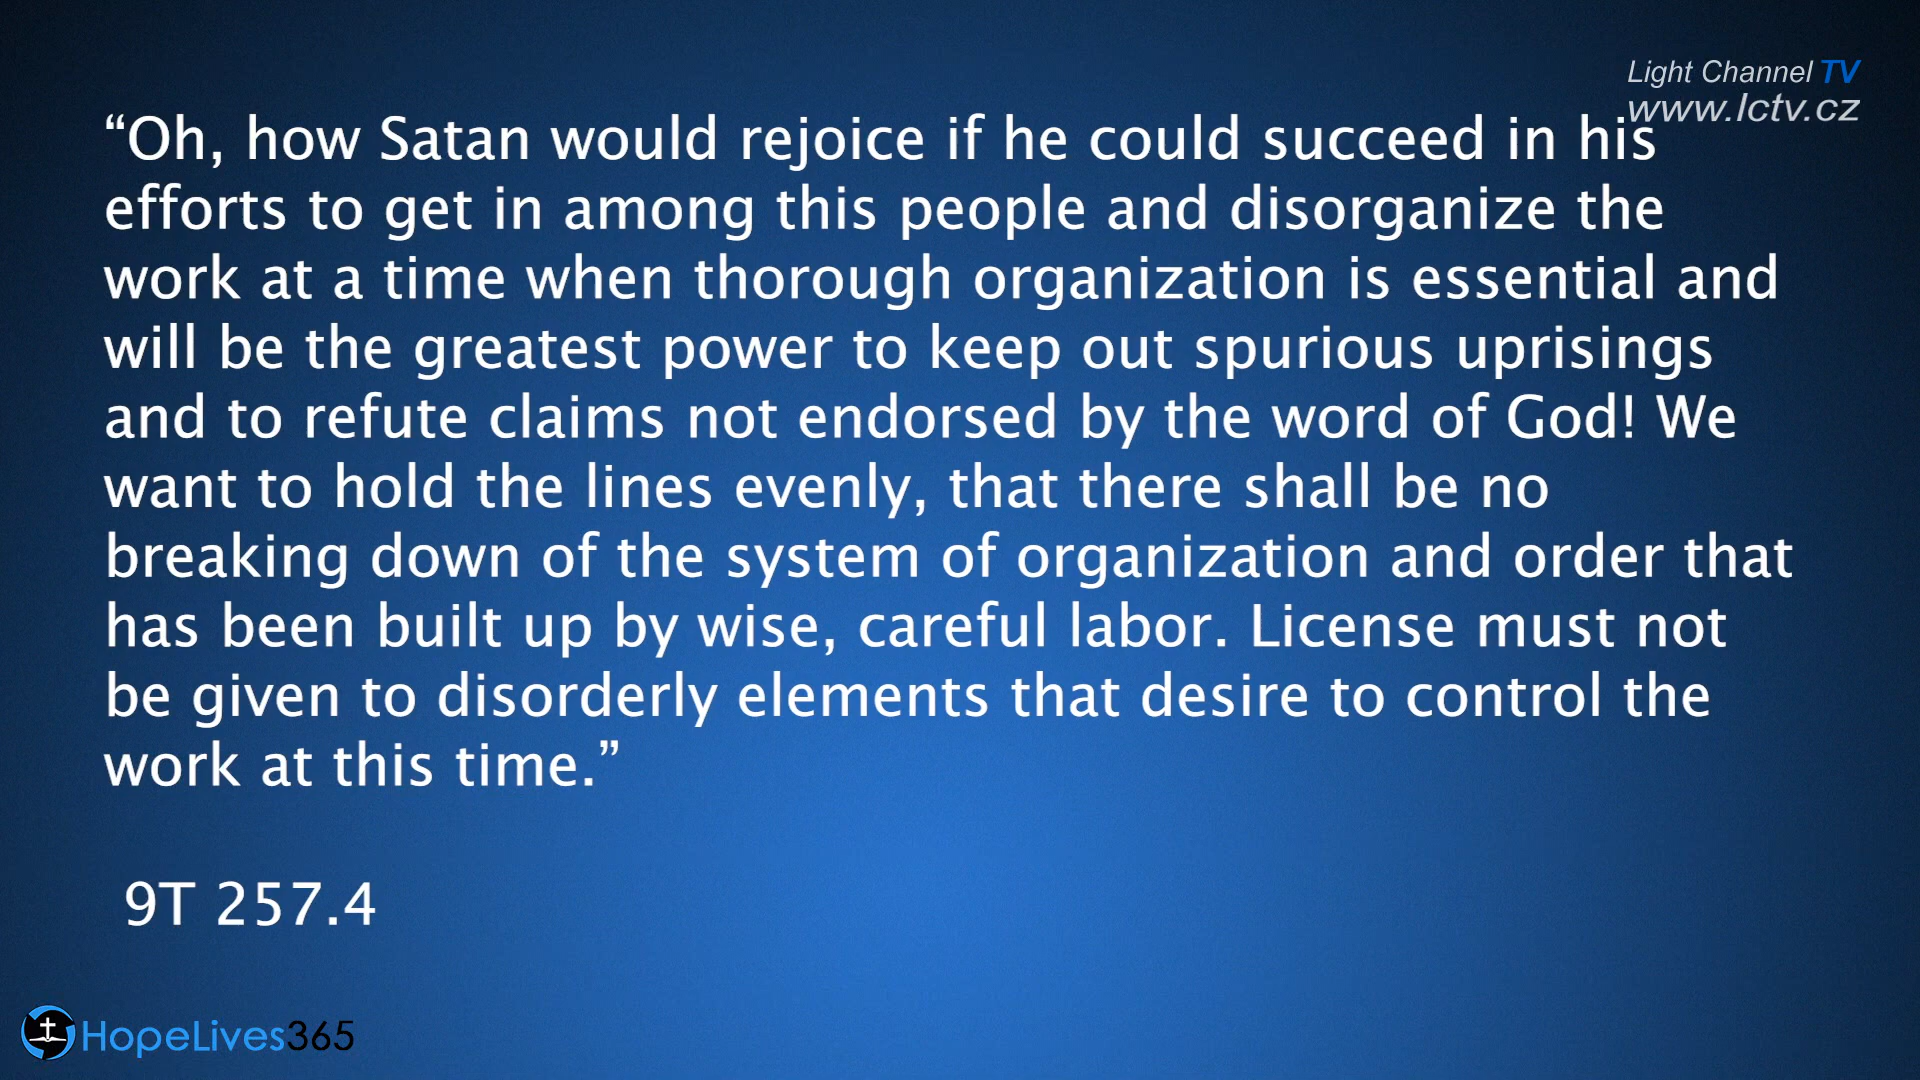 Light Channel TV
www.lctv.cz
“Oh, how Satan would rejoice if he could succeed in his
efforts to get in among this people and disorganize the
work at a time when thorough organization is essential and
will be the greatest power to keep out spurious uprisings
and to refute claims not endorsed by the word of God! We
want to hold the lines evenly, that there shall be no
breaking down of the system of organization and order that
has been built up by wise, careful labor. License must not
be given to disorderly elements that desire to control the
work at this time.”
9T 257.4
HopeLives365